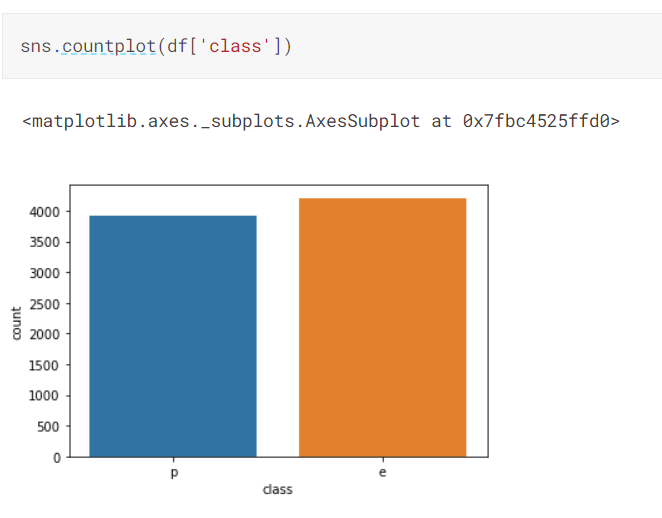 sns.countplot(df['class'])
<matplotlib.axes._subplots.AxesSubplot at 0x7fbc4525ffd0>
4000
3500
3000
2500
2000
1500
1000
500
0
count
p
e
class